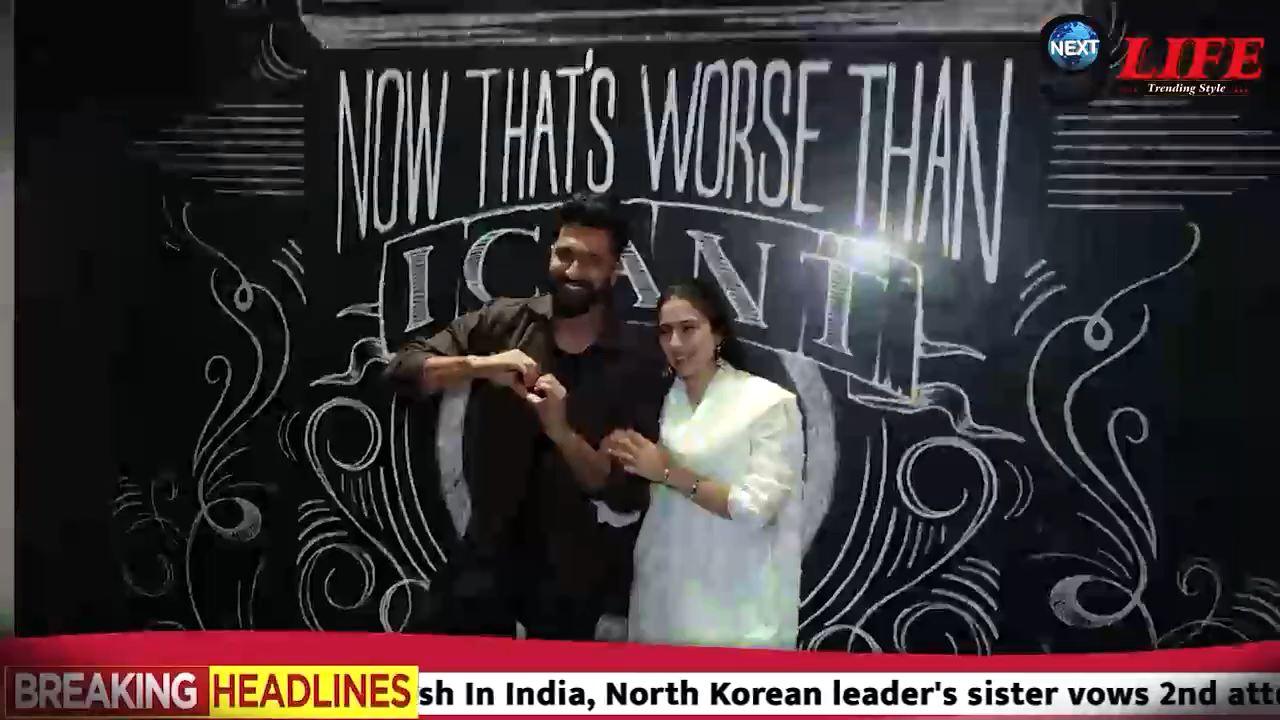 NOW THAT'S WORSE THAN
I CAN'T
NEXT
LIFE
Trending Style
BREAKING HEADLINES
sh In India, North Korean leader's sister vows 2nd att